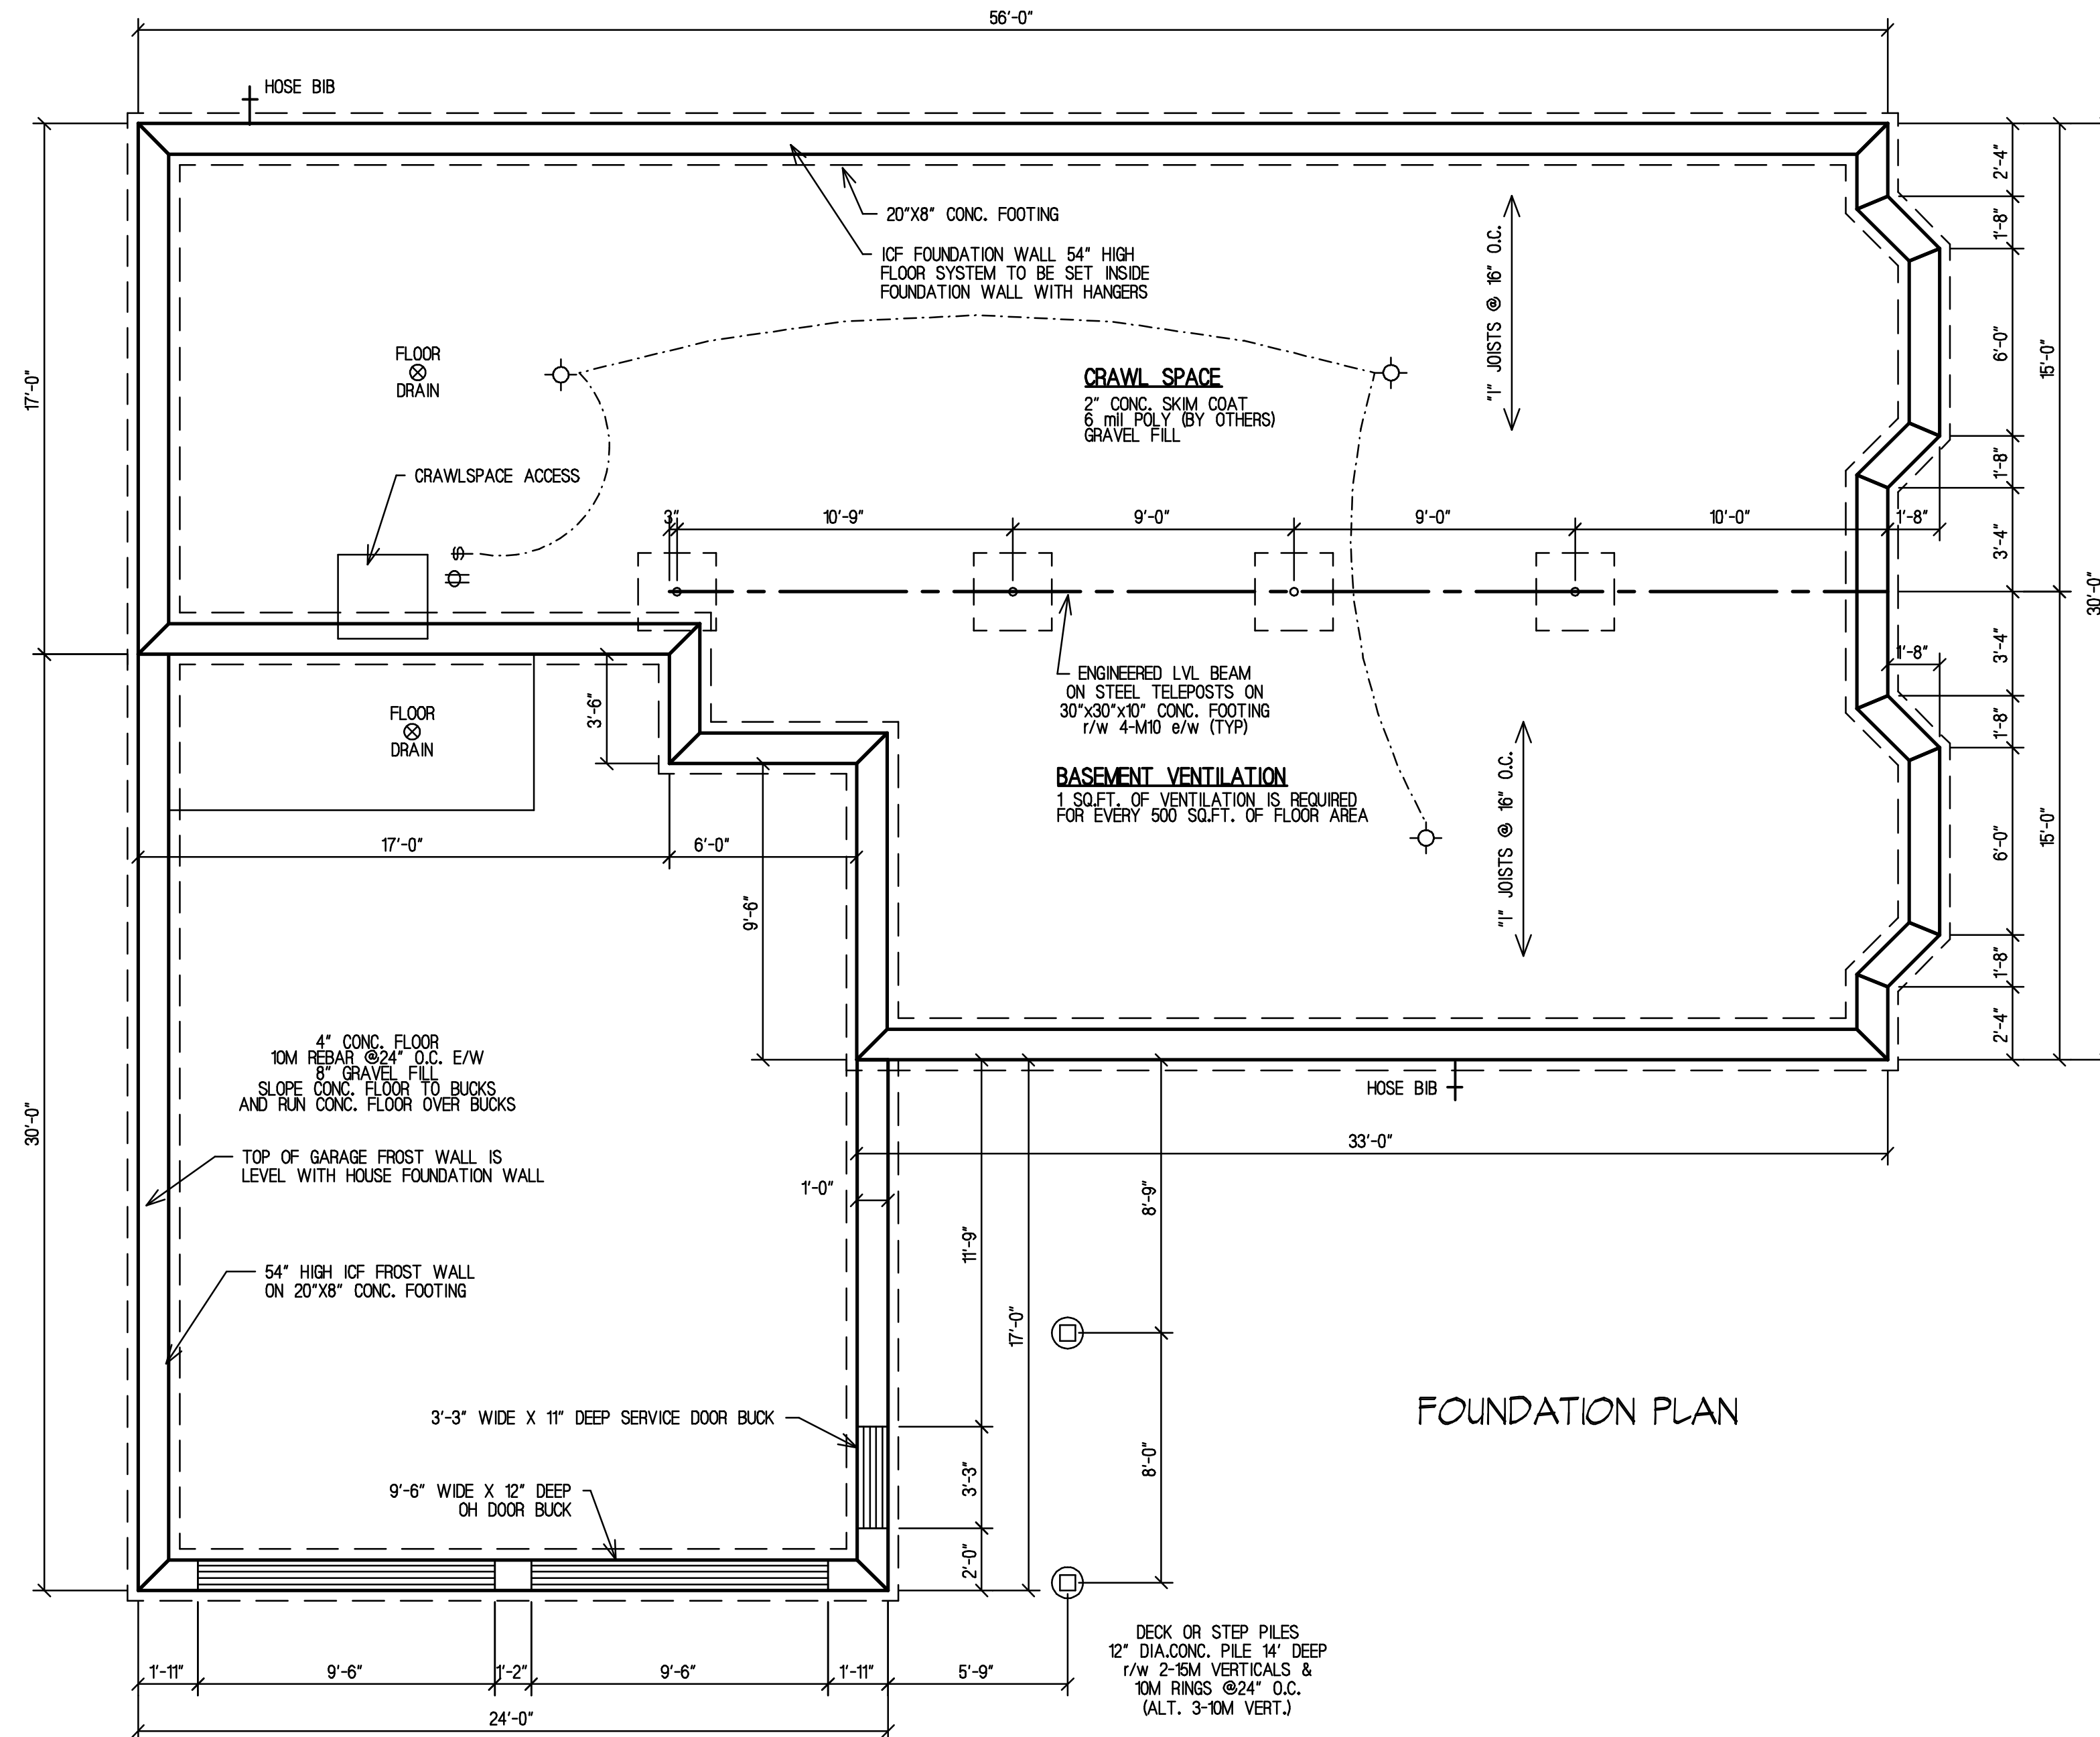 56'-0"
HOSE BIB
2'-4"
20"X8" CONC. FOOTING
1'-8"
ICF FOUNDATION WALL 54" HIGH
FLOOR SYSTEM TO BE SET INSIDE
FOUNDATION WALL WITH HANGERS
"I" JOISTS @ 16" O.C.
6'-0"
15'-0"
17'-0"
FLOOR
DRAIN
CRAWL SPACE
2" CONC. SKIM COAT
6 mil POLY (BY OTHERS)
GRAVEL FILL
1'-8"
CRAWLSPACE ACCESS
3"
10'-9"
9'-0"
9'-0"
10'-0"
1'-8"
3'-4"
S
30'-0"
3'-4"
1'-8"
ENGINEERED LVL BEAM
ON STEEL TELEPOSTS ON
30"x30"x10" CONC. FOOTING
r/w 4-M10 e/w (TYP)
3'-6"
FLOOR
DRAIN
1'-8"
BASEMENT VENTILATION
1 SQ.FT. OF VENTILATION IS REQUIRED
FOR EVERY 500 SQ.FT. OF FLOOR AREA
"I" JOISTS @ 16" O.C.
6'-0"
15'-0"
17'-0"
6'-0"
9'-6"
1'-8"
2'-4"
4" CONC. FLOOR
10M REBAR @24" O.C. E/W
8" GRAVEL FILL
SLOPE CONC. FLOOR TO BUCKS
AND RUN CONC. FLOOR OVER BUCKS
HOSE BIB
30'-0"
33'-0"
TOP OF GARAGE FROST WALL IS
LEVEL WITH HOUSE FOUNDATION WALL
1'-0"
8'-9"
11'-9"
54" HIGH ICF FROST WALL
ON 20"X8" CONC. FOOTING
17'-0"
FOUNDATION PLAN
3'-3" WIDE X 11" DEEP SERVICE DOOR BUCK
8'-0"
3'-3"
9'-6" WIDE X 12" DEEP
OH DOOR BUCK
2'-0"
DECK OR STEP PILES
12" DIA.CONC. PILE 14' DEEP
r/w 2-15M VERTICALS &
10M RINGS @24" O.C.
(ALT. 3-10M VERT.)
1'-11"
9'-6"
1'-2"
9'-6"
1'-11"
5'-9"
24'-0"